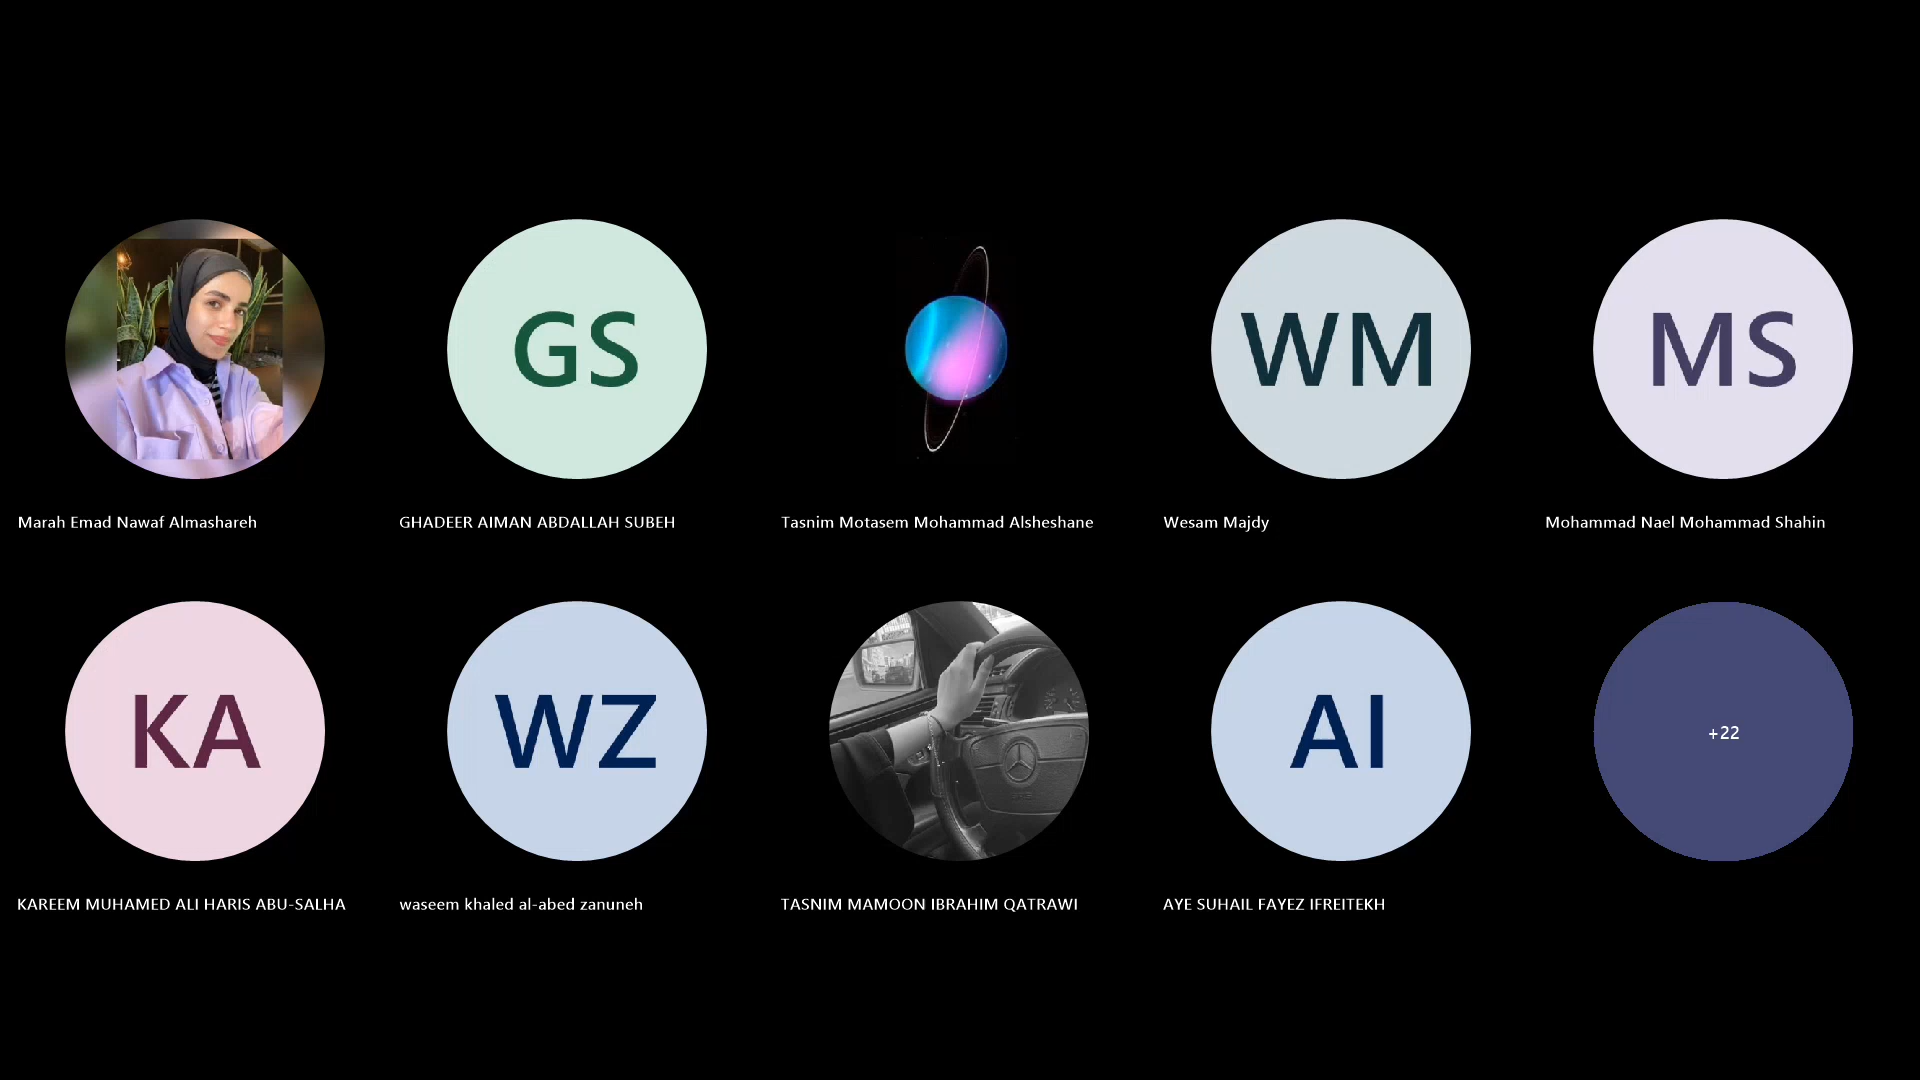 GS
WM
MS
Marah Emad Nawaf Almashareh
GHADEER AIMAN ABDALLAH SUBEH
Tasnim Motasem Mohammad Alsheshane
Wesam Majdy
Mohammad Nael Mohammad Shahin
KA
WZ
AI
+22
KAREEM MUHAMED ALI HARIS ABU-SALHA
waseem khaled al-abed zanuneh
TASNIM MAMOON IBRAHIM QATRAWI
AYE SUHAIL FAYEZ IFREITEKH